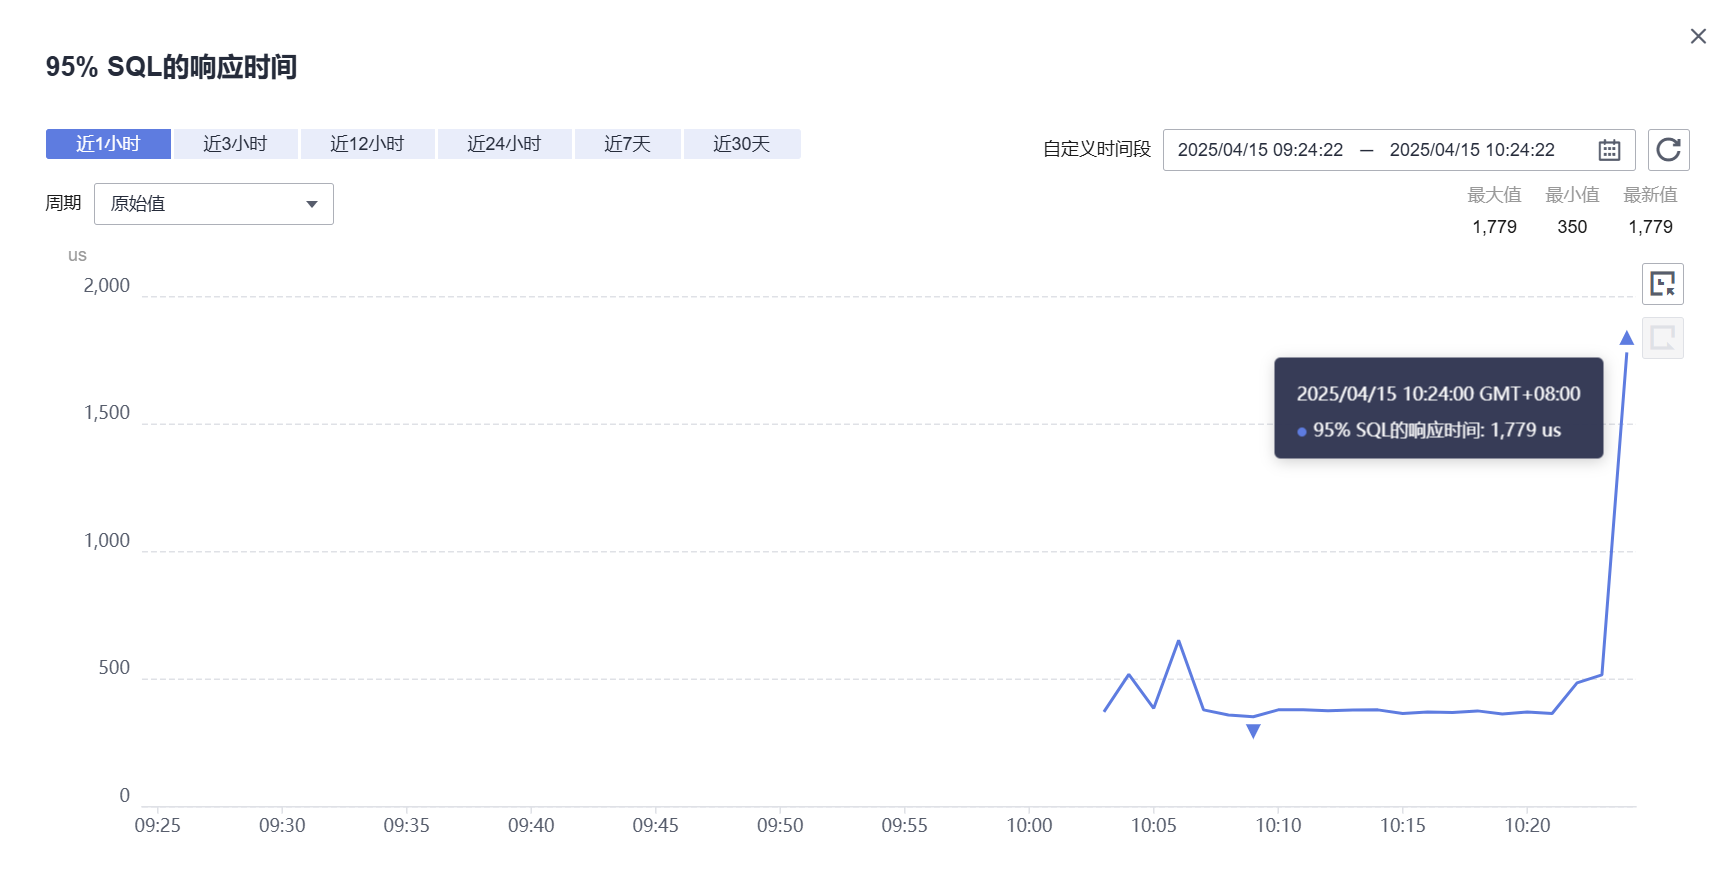 95% SQL的响应时间
近1小时 近3小时 近12小时 近24小时 近7天 近30天
自定义时间段 2025/04/15 09:24:22 — 2025/04/15 10:24:22
周期 原始值
最大值 最小值 最新值
1,779 350 1,779
us
2,000
1,500
1,000
500
0
2025/04/15 10:24:00 GMT+08:00
95% SQL的响应时间: 1,779 us
09:25 09:30 09:35 09:40 09:45 09:50 09:55 10:00 10:05 10:10 10:15 10:20